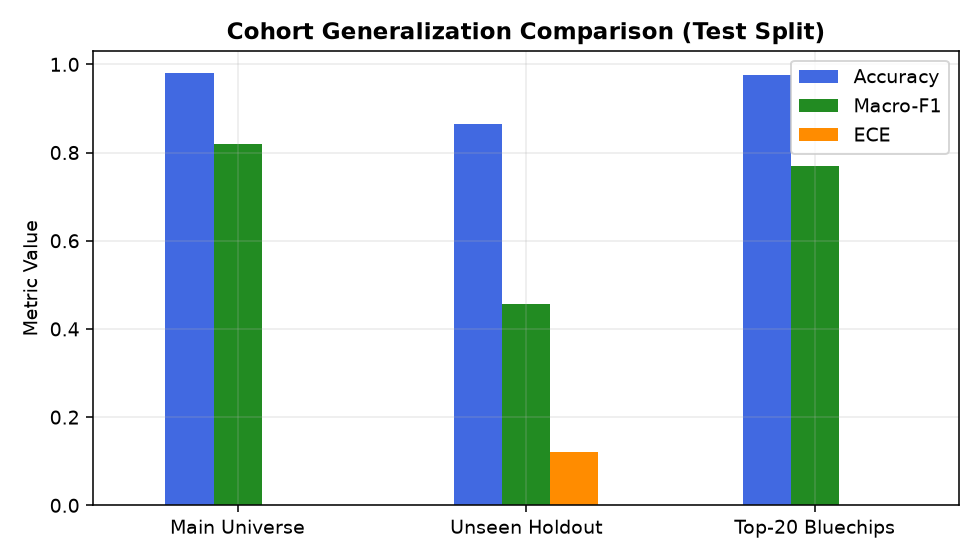 Cohort Generalization Comparison (Test Split)
Metric Value
1.0
0.8
0.6
0.4
0.2
0.0
Accuracy
Macro-F1
ECE
Main Universe
Unseen Holdout
Top-20 Bluechips